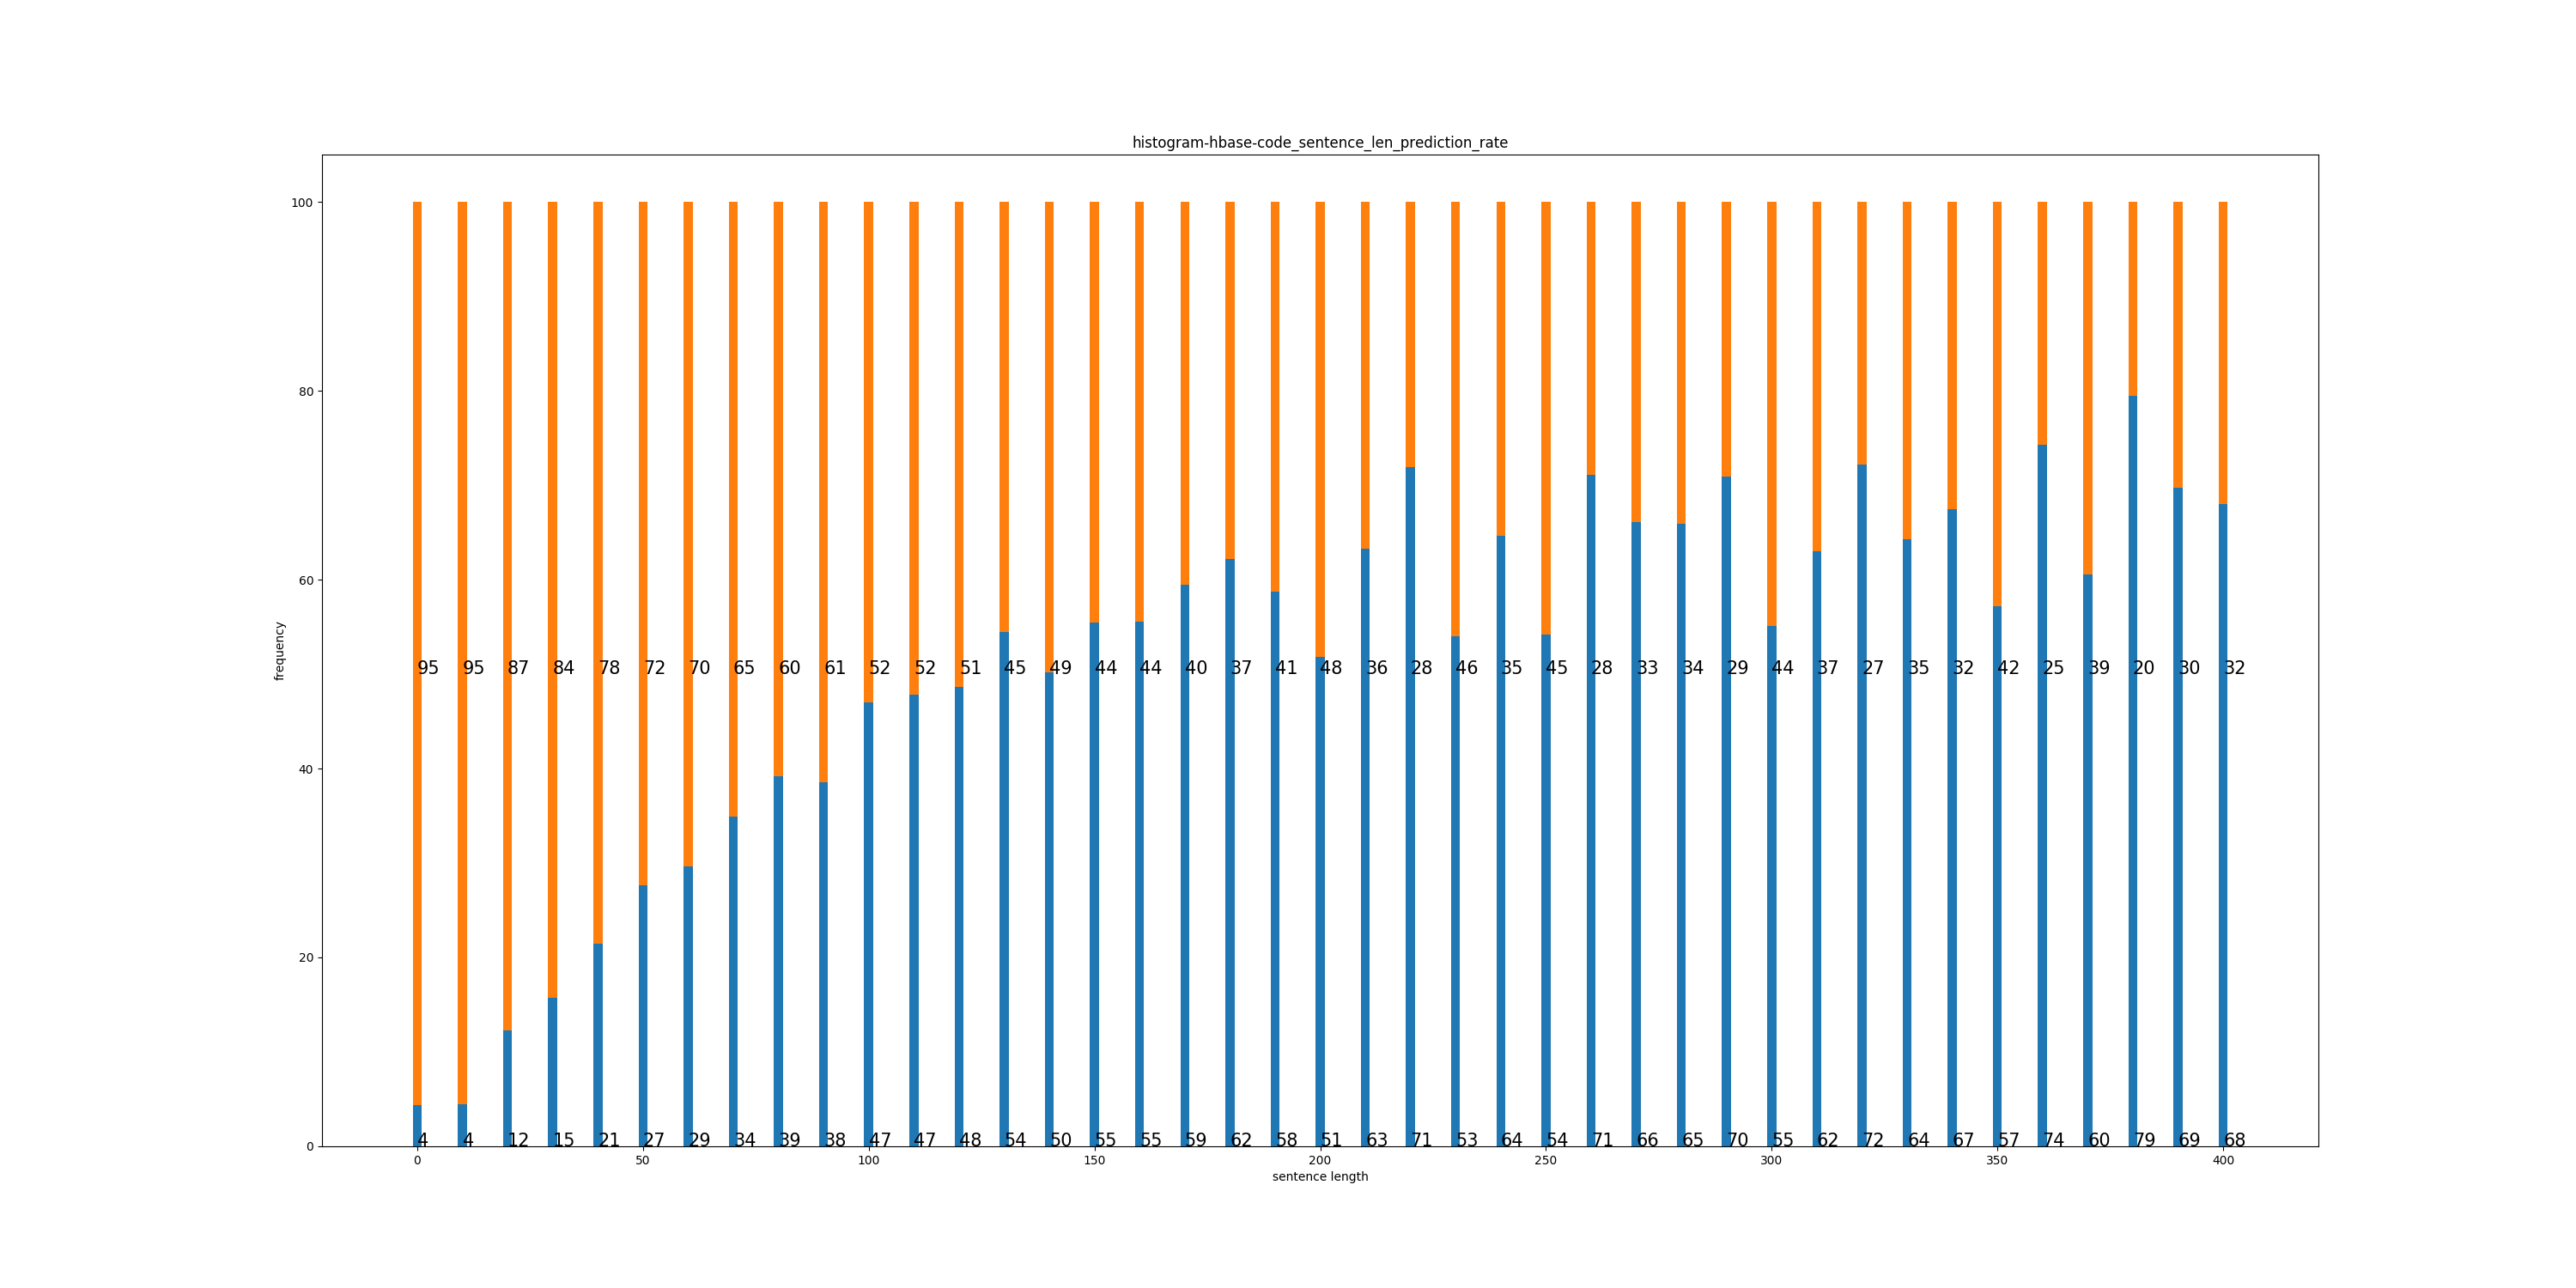 histogram-hbase-code_sentence_len_prediction_rate
100
80
60
40
20
0
frequency
95 95 87 84 78 72 70 65 60 61 52 52 51 45 49 44 44 40 37 41 48 36 28 46 35 45 28 33 34 29 44 37 27 35 32 42 25 39 20 30 32
4 4 12 15 21 27 29 34 39 38 47 47 48 54 50 55 55 59 62 58 51 63 71 53 64 54 71 66 65 70 55 62 72 64 67 57 74 60 79 69 68
0 50 100 150 200 250 300 350 400
sentence length